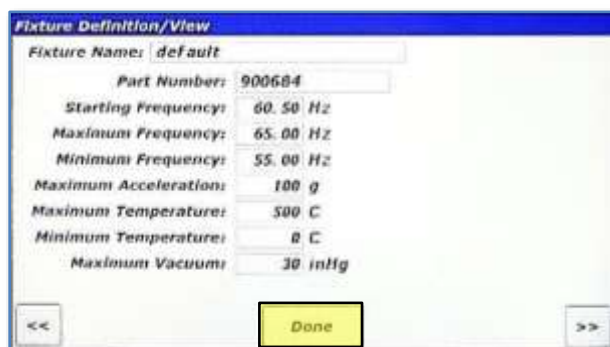 Fixture Definition/View
Fixture Name: default
Part Number: 900684
Starting Frequency: 60.50 Hz
Maximum Frequency: 65.00 Hz
Minimum Frequency: 55.00 Hz
Maximum Acceleration: 100 g
Maximum Temperature: 500 C
Minimum Temperature: 0 C
Maximum Vacuum: 30 inHg
<< Done >>